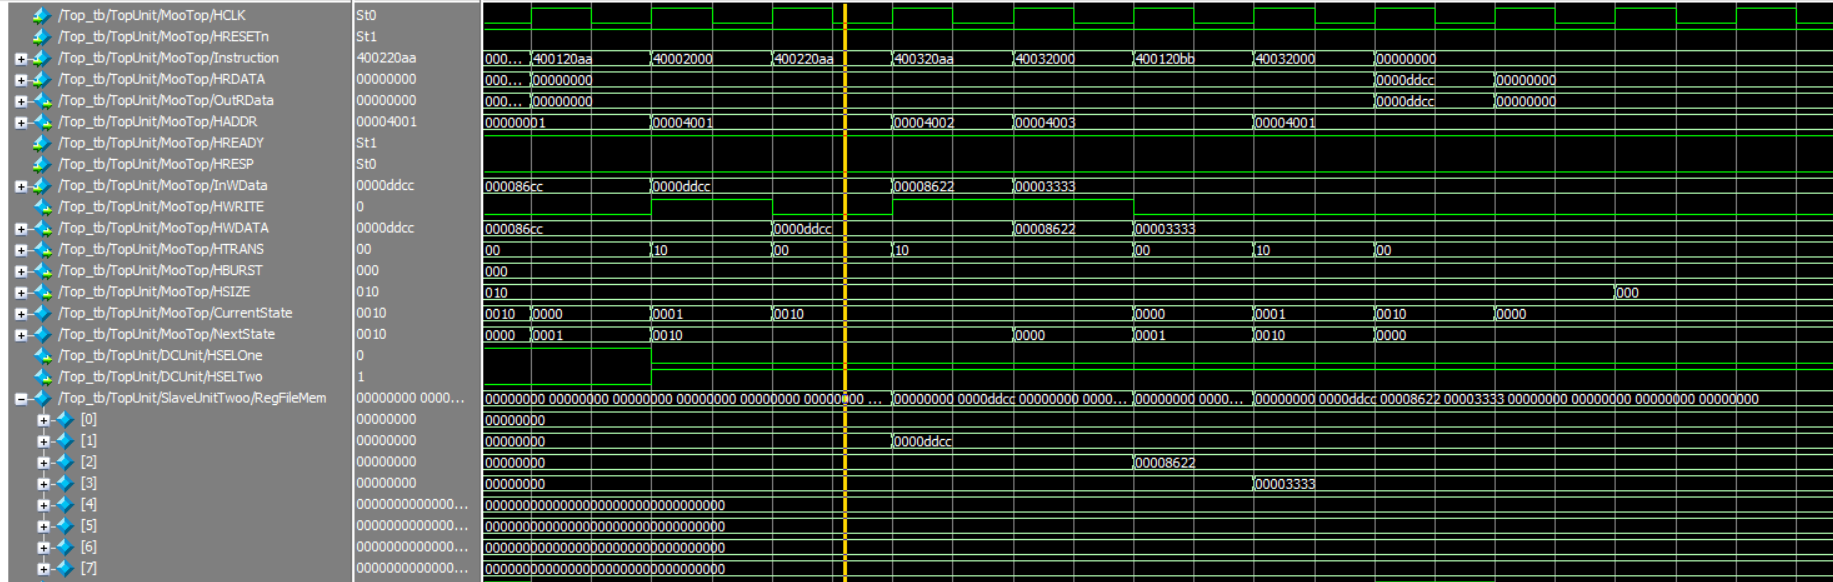 /Top_tb/TopUnit/MooTop/HCLK St0
/Top_tb/TopUnit/MooTop/HRESETn St1
/Top_tb/TopUnit/MooTop/Instruction 400220aa 000... 400120aa 40002000 400220aa 400320aa 40032000 400120bb 40032000 00000000
/Top_tb/TopUnit/MooTop/HRDATA 00000000 000... 00000000 0000ddcc 00000000
/Top_tb/TopUnit/MooTop/OutRData 00000000 000... 00000000 0000ddcc 00000000
/Top_tb/TopUnit/MooTop/HADDR 00004001 00000001 00004001 00004002 00004003 00004001
/Top_tb/TopUnit/MooTop/HREADY St1
/Top_tb/TopUnit/MooTop/HRESP St0
/Top_tb/TopUnit/MooTop/InWData 0000ddcc 000086cc 0000ddcc 00008622 00003333
/Top_tb/TopUnit/MooTop/HWRITE 0
/Top_tb/TopUnit/MooTop/HWDATA 0000ddcc 000086cc 0000ddcc 00008622 00003333
/Top_tb/TopUnit/MooTop/HTRANS 00 00 10 00 10 00 10 00
/Top_tb/TopUnit/MooTop/HBURST 000 000
/Top_tb/TopUnit/MooTop/HSIZE 010 010 000
/Top_tb/TopUnit/MooTop/CurrentState 0010 0010 0000 0001 0010 0000 0001 0010 0000
/Top_tb/TopUnit/MooTop/NextState 0010 0000 0001 0010 0000 0001 0010 0000
/Top_tb/TopUnit/DCUnit/HSELOne 0
/Top_tb/TopUnit/DCUnit/HSELTwo 1
/Top_tb/TopUnit/SlaveUnitTwoo/RegFileMem 00000000 0000... 00000000 00000000 00000000 00000000 00000000 00000000 ... 00000000 0000ddcc 00000000 0000... 00000000 0000... 00000000 0000ddcc 00008622 00003333 00000000 00000000 00000000 00000000
[0] 00000000 00000000
[1] 00000000 00000000 0000ddcc
[2] 00000000 00000000 00008622
[3] 00000000 00000000 00003333
[4] 0000000000000... 00000000000000000000000000000000
[5] 0000000000000... 00000000000000000000000000000000
[6] 0000000000000... 00000000000000000000000000000000
[7] 0000000000000... 00000000000000000000000000000000